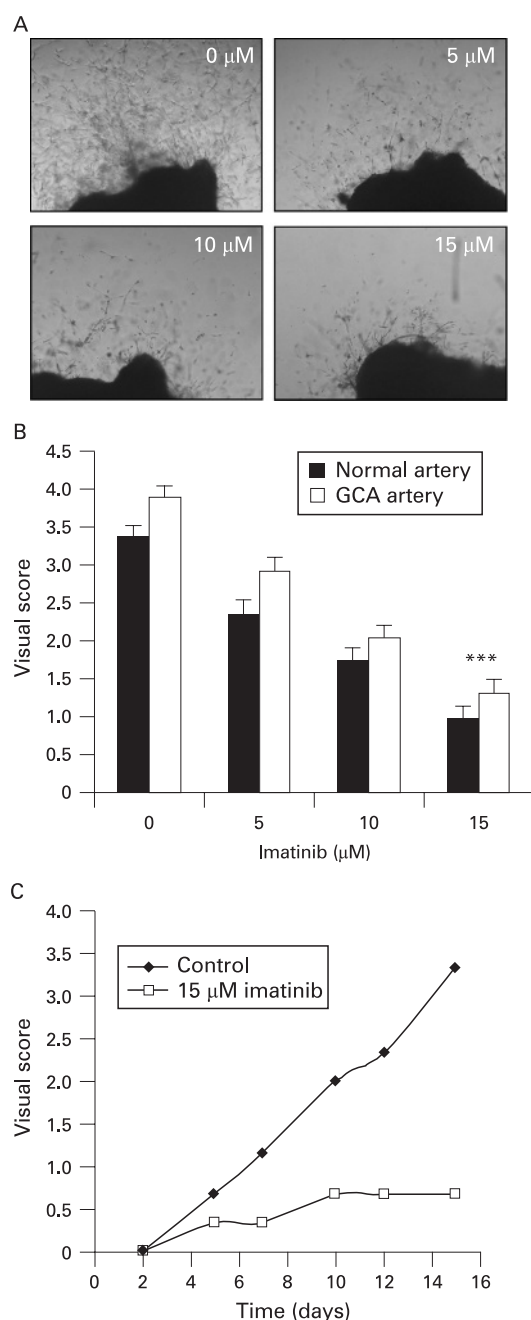 A
0 μM
5 μM
10 μM
15 μM
B
4.5
4.0
3.5
3.0
2.5
2.0
1.5
1.0
0.5
0
Visual score
Normal artery
GCA artery
***
0
5
10
15
Imatinib (μM)
C
4.0
3.5
3.0
2.5
2.0
1.5
1.0
0.5
0
Visual score
Control
15 μM imatinib
0
2
4
6
8
10
12
14
16
Time (days)